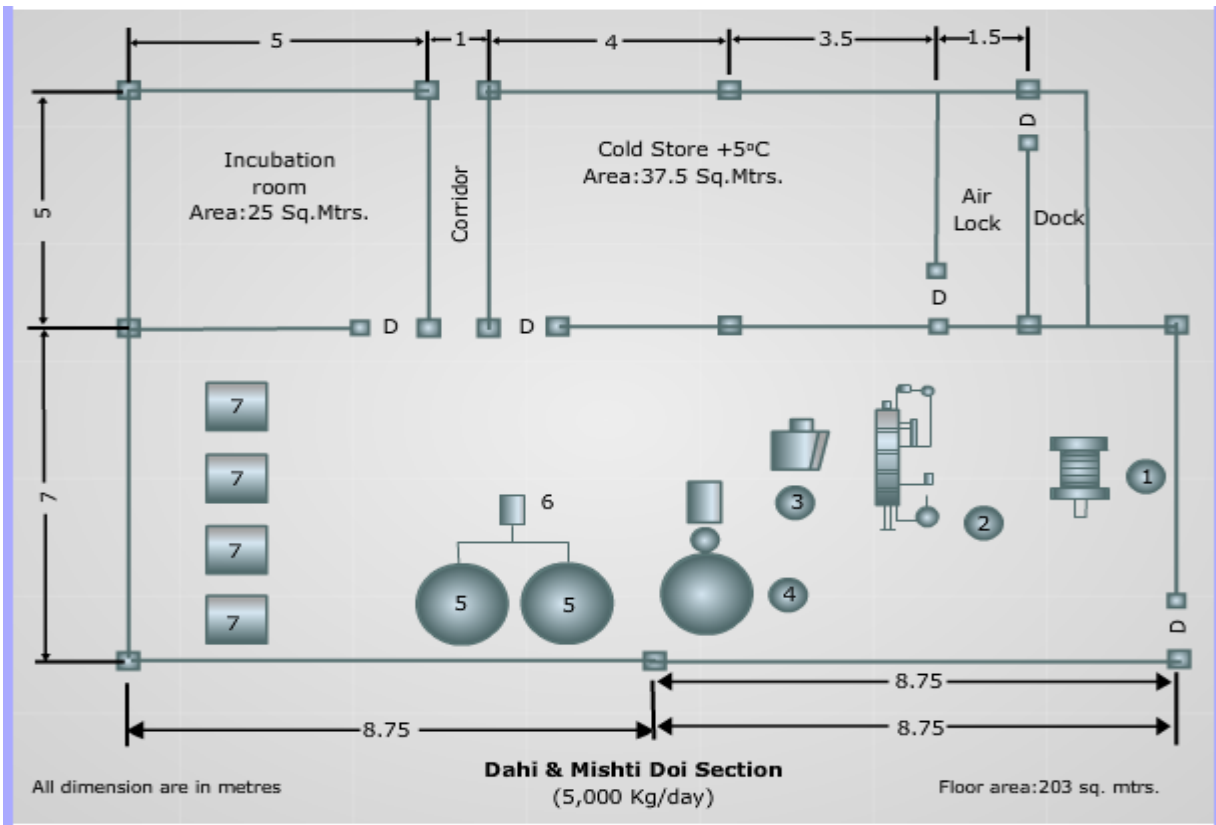 5
1
4
3.5
1.5
D
Incubation
room
Area:25 Sq.Mtrs.
Corridor
Cold Store +5°C
Area:37.5 Sq.Mtrs.
Air
Lock
Dock
5
D
D
D
7
7
7
7
7
6
5
5
3
2
1
4
D
8.75
8.75
8.75
Dahi & Mishti Doi Section
(5,000 Kg/day)
All dimension are in metres
Floor area:203 sq. mtrs.